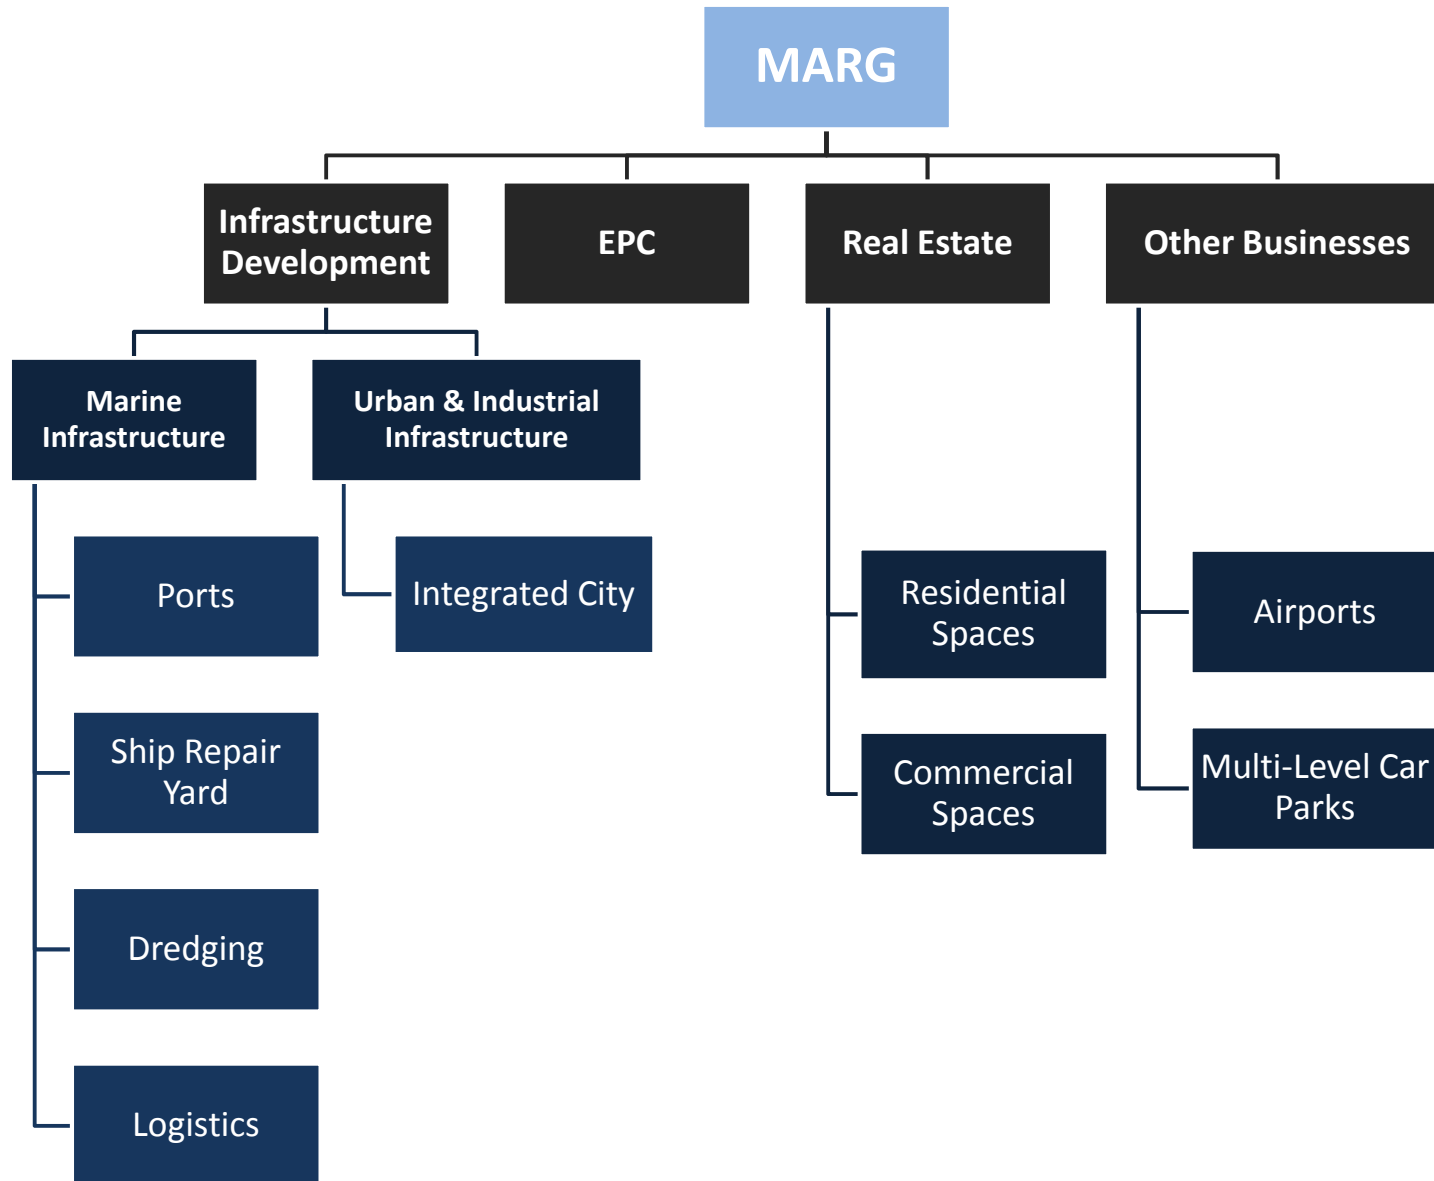 MARG
Infrastructure
Development
EPC
Real Estate
Other Businesses
Marine
Infrastructure
Urban & Industrial
Infrastructure
Ports
Integrated City
Residential
Spaces
Airports
Ship Repair
Yard
Commercial
Spaces
Multi-Level Car
Parks
Dredging
Logistics